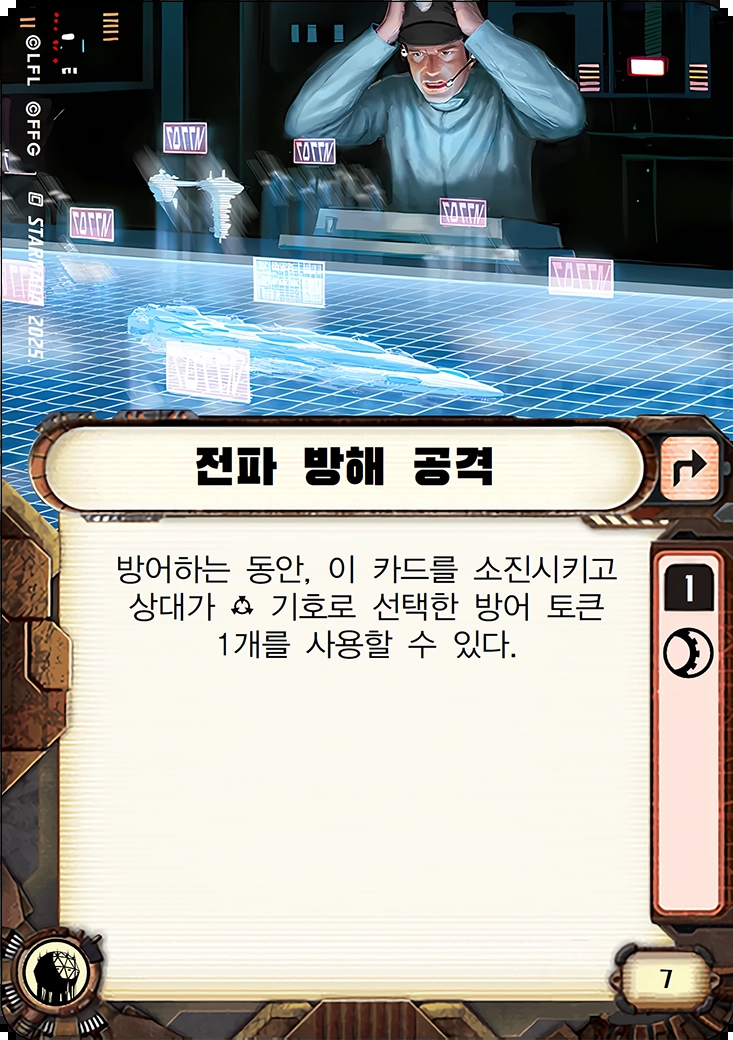 ©LFL ©FFG
전파 방해 공격
방어하는 동안, 이 카드를 소진시키고
상대가 기호로 선택한 방어 토큰
1개를 사용할 수 있다.
1
7
2025.